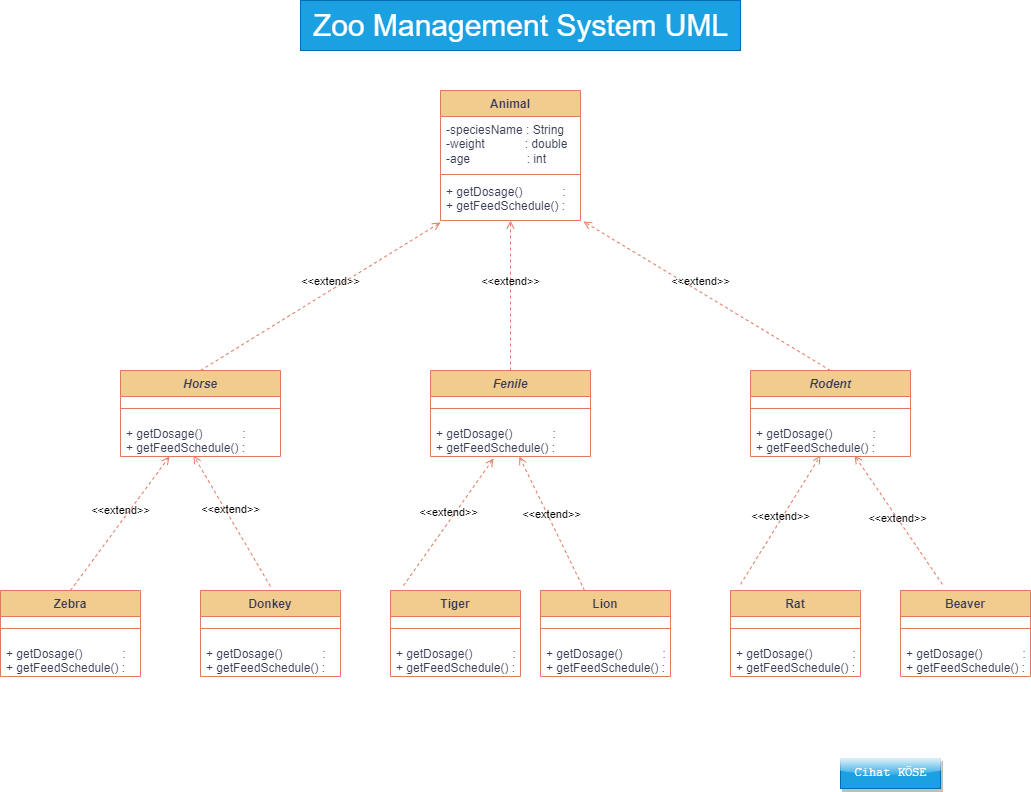 Zoo Management System UML
Animal
-speciesName : String
-weight : double
-age : int
+ getDosage() :
+ getFeedSchedule() :
<<extend>> <<extend>> <<extend>>
Horse Fenile Rodent
+ getDosage() : + getDosage() : + getDosage() :
+ getFeedSchedule() : + getFeedSchedule() : + getFeedSchedule() :
<<extend>> <<extend>> <<extend>> <<extend>> <<extend>> <<extend>>
Zebra Donkey Tiger Lion Rat Beaver
+ getDosage() : + getDosage() : + getDosage() : + getDosage() : + getDosage() : + getDosage() :
+ getFeedSchedule() : + getFeedSchedule() : + getFeedSchedule() : + getFeedSchedule() : + getFeedSchedule() : + getFeedSchedule() :
Cihat KÖSE